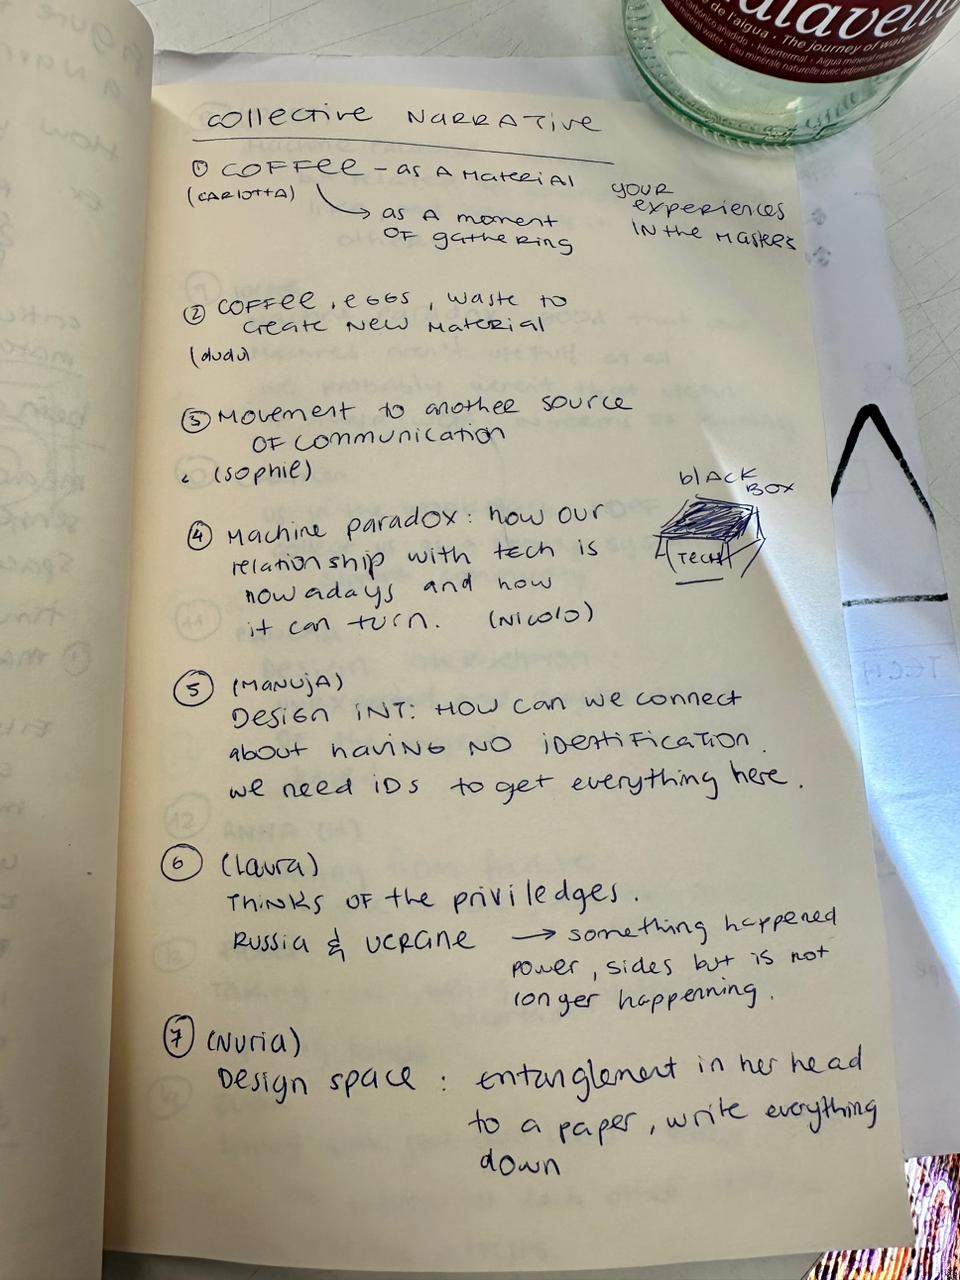 alavella
de l'aigua · The journey of water
collective NARRATIVE
① COFFEE - as A MATERIAL
(CARLOTTA)
→ as A moment
OF gathering
your
experiences
IN the Masters
② COFFEE, EGGS, waste to
create New Material
(dudu)
③ Movement to another source
OF communication
(Sophie)
④ Machine paradox: how our
relationship with tech is
nowadays and how
it can turn. (Nicolo)
blACK
BOX
TECH
⑤ (MANUJA)
Design iNT: HOW can we connect
about having NO identification.
we need iDs to get everything here.
⑥ (Laura)
Thinks OF the priviledges.
Russia & UCRANE → something happened
power, sides but is not
longer happenning.
⑦ (Nuria)
Design space: entanglement in her head
to a paper, write everything
down